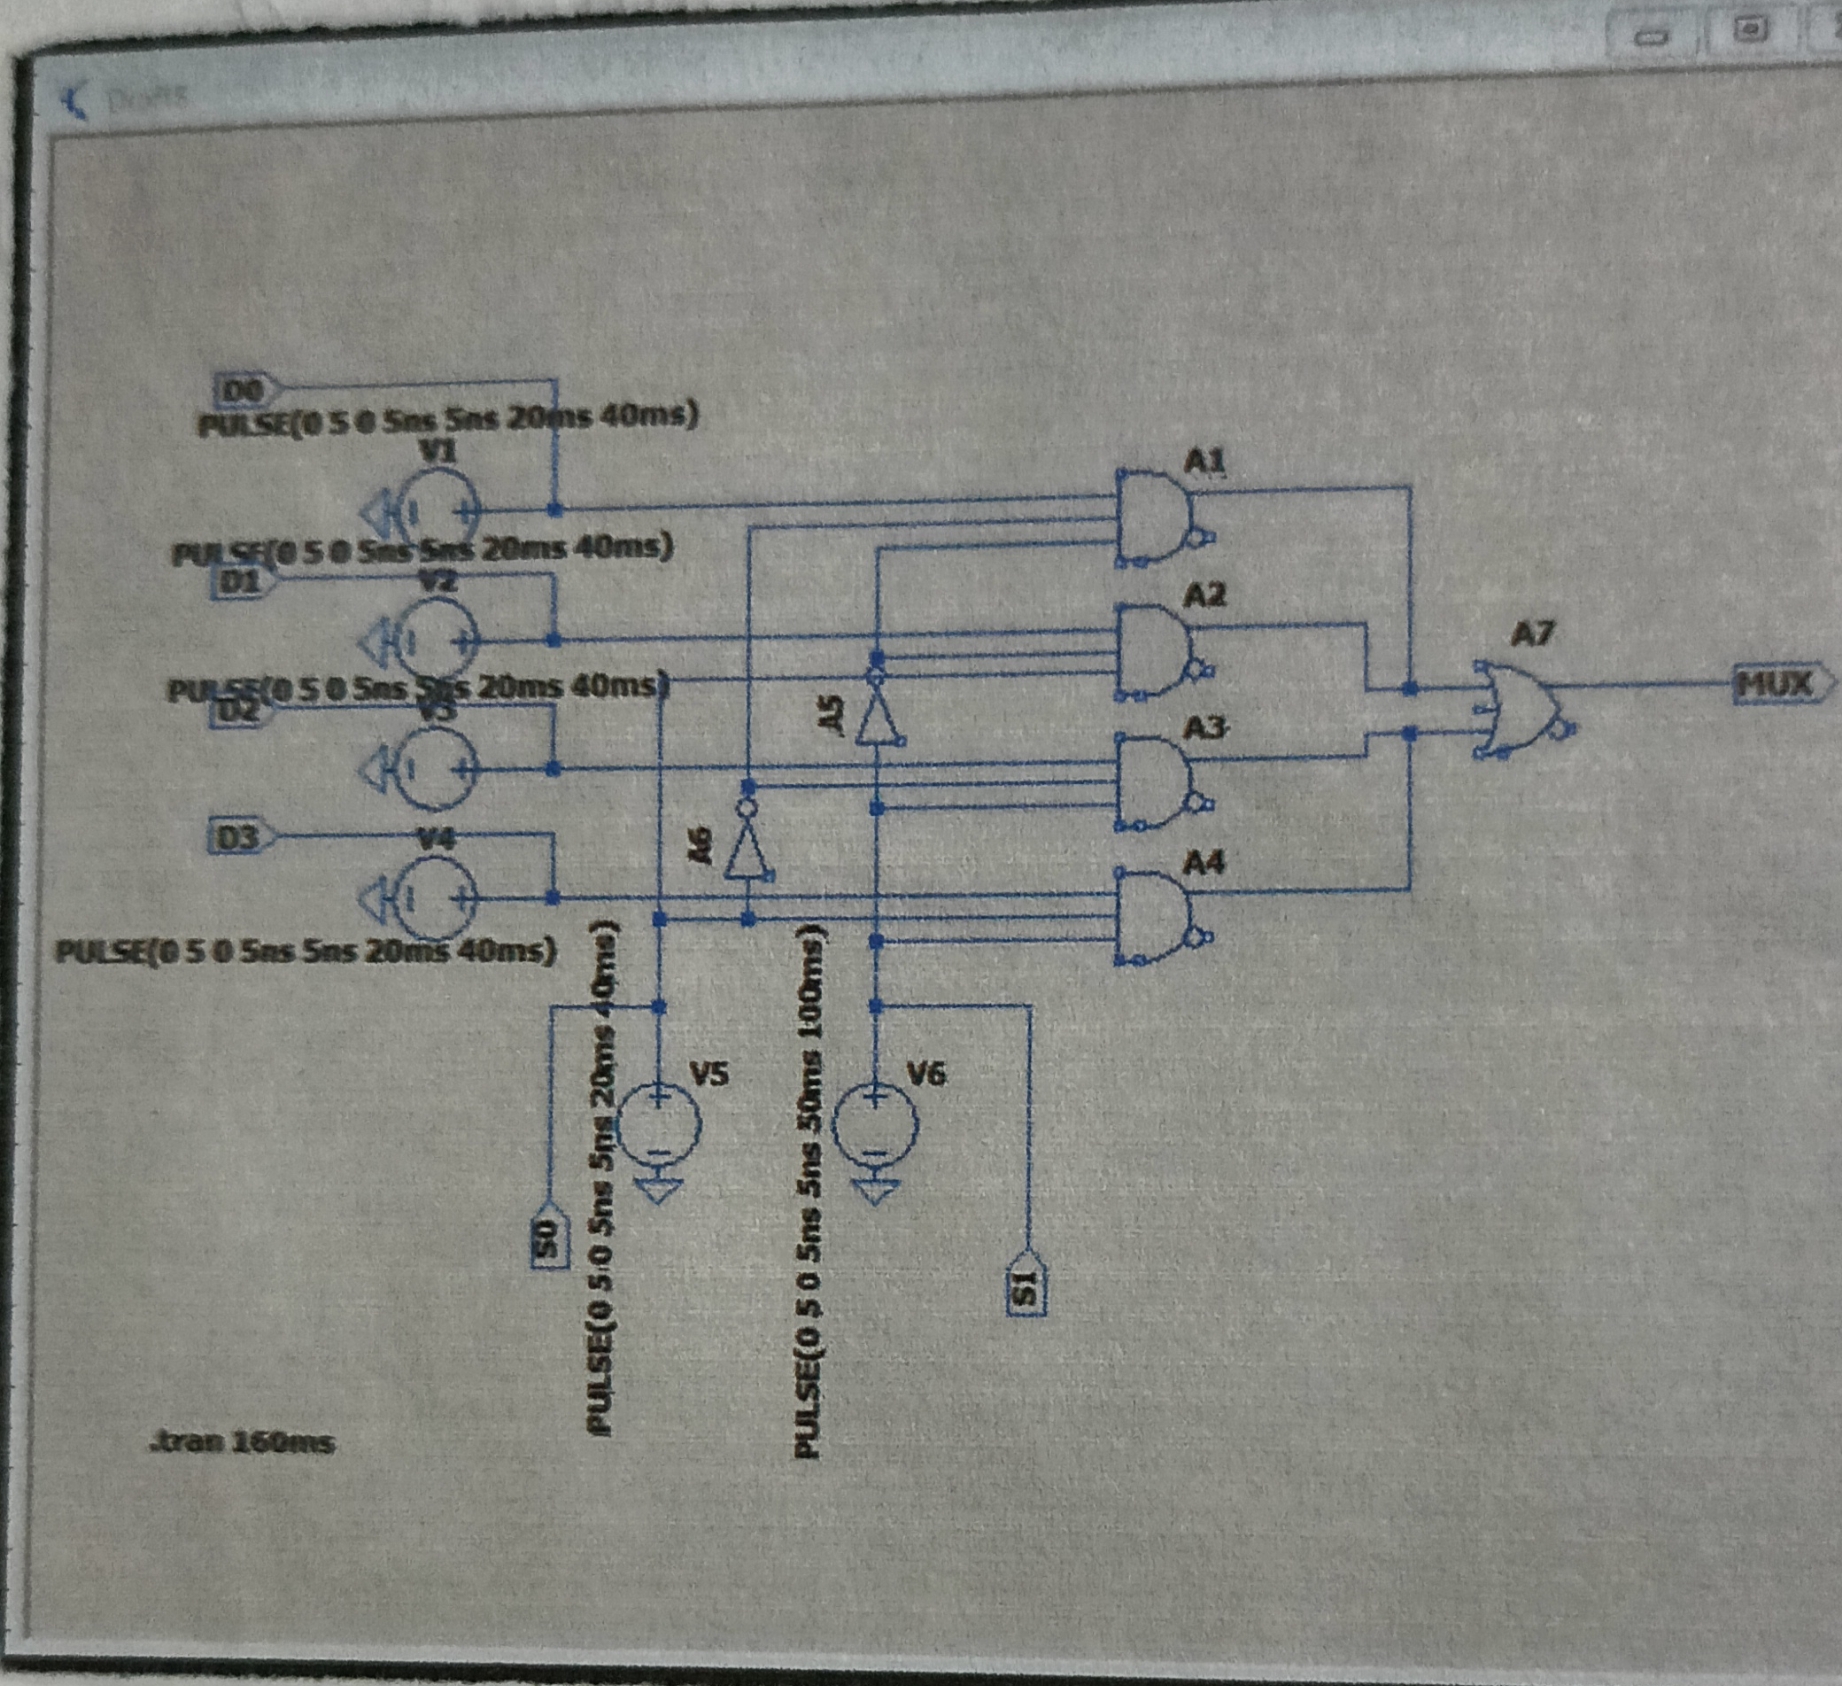 Draft8
D0
PULSE(0 5 0 5ns 5ns 20ms 40ms)
V1
A1
PULSE(0 5 0 5ns 5ns 20ms 40ms)
D1
V2
A2
A7
PULSE(0 5 0 5ns 5ns 20ms 40ms)
D2
V3
A5
A3
MUX
D3
V4
A6
A4
PULSE(0 5 0 5ns 5ns 20ms 40ms)
PULSE(0 5 0 5ns 5ns 20ms 40ms)
PULSE(0 5 0 5ns 5ns 50ms 100ms)
V5
V6
S0
S1
.tran 160ms